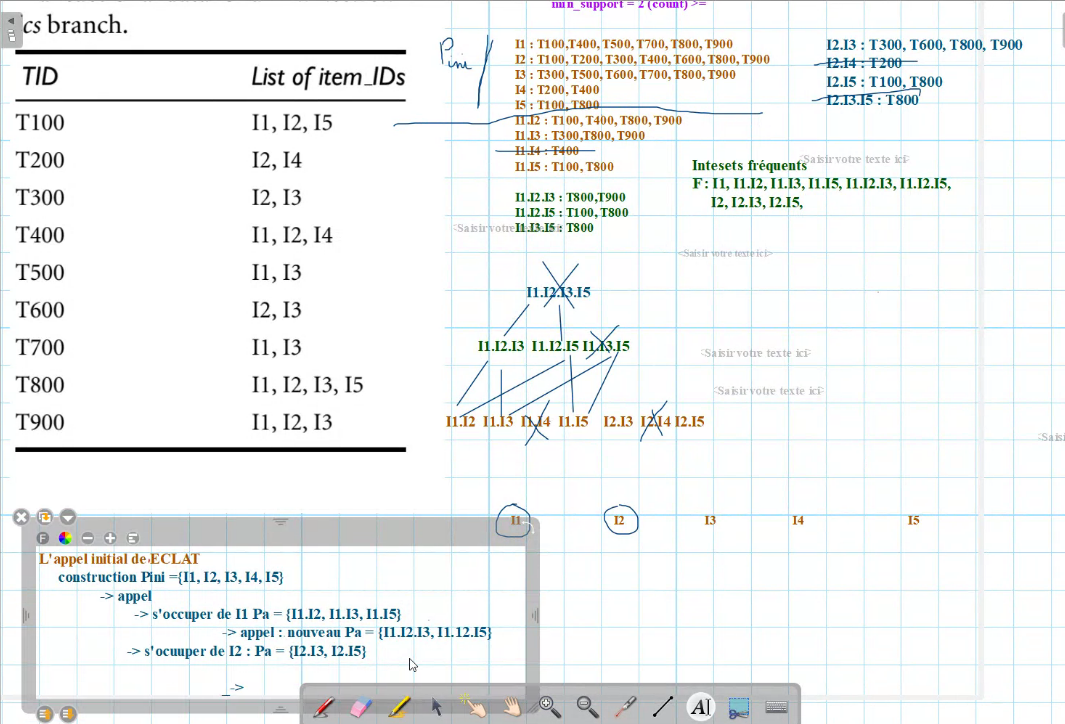 min_support = 2 (count) >=
cs branch.
TID List of item_IDs
T100 I1, I2, I5
T200 I2, I4
T300 I2, I3
T400 I1, I2, I4
T500 I1, I3
T600 I2, I3
T700 I1, I3
T800 I1, I2, I3, I5
T900 I1, I2, I3
Pini
I1 : T100,T400, T500, T700, T800, T900
I2 : T100, T200, T300, T400, T600, T800, T900
I3 : T300, T500, T600, T700, T800, T900
I4 : T200, T400
I5 : T100, T800
I1.I2 : T100, T400, T800, T900
I1.I3 : T300,T800, T900
I1.I4 : T400
I1.I5 : T100, T800
I1.I2.I3 : T800,T900
I1.I2.I5 : T100, T800
I1.I3.I5 : T800
<Saisir votre texte ici>
I2.I3 : T300, T600, T800, T900
I2.I4 : T200
I2.I5 : T100, T800
I2.I3.I5 : T800
<Saisir votre texte ici>
Intesets fréquents
F : I1, I1.I2, I1.I3, I1.I5, I1.I2.I3, I1.I2.I5,
I2, I2.I3, I2.I5,
<Saisir votre texte ici>
I1.I2.I3.I5
I1.I2.I3 I1.I2.I5 I1.I3.I5
<Saisir votre texte ici>
<Saisir votre texte ici>
I1.I2 I1.I3 I1.I4 I1.I5 I2.I3 I2.I4 I2.I5
<Sais
I1 I2 I3 I4 I5
L'appel initial de ECLAT
construction Pini ={I1, I2, I3, I4, I5}
-> appel
-> s'occuper de I1 Pa = {I1.I2, I1.I3, I1.I5}
-> appel : nouveau Pa = {I1.I2.I3, I1.12.I5}
-> s'ocuuper de I2 : Pa = {I2.I3, I2.I5}
_->
F
AI